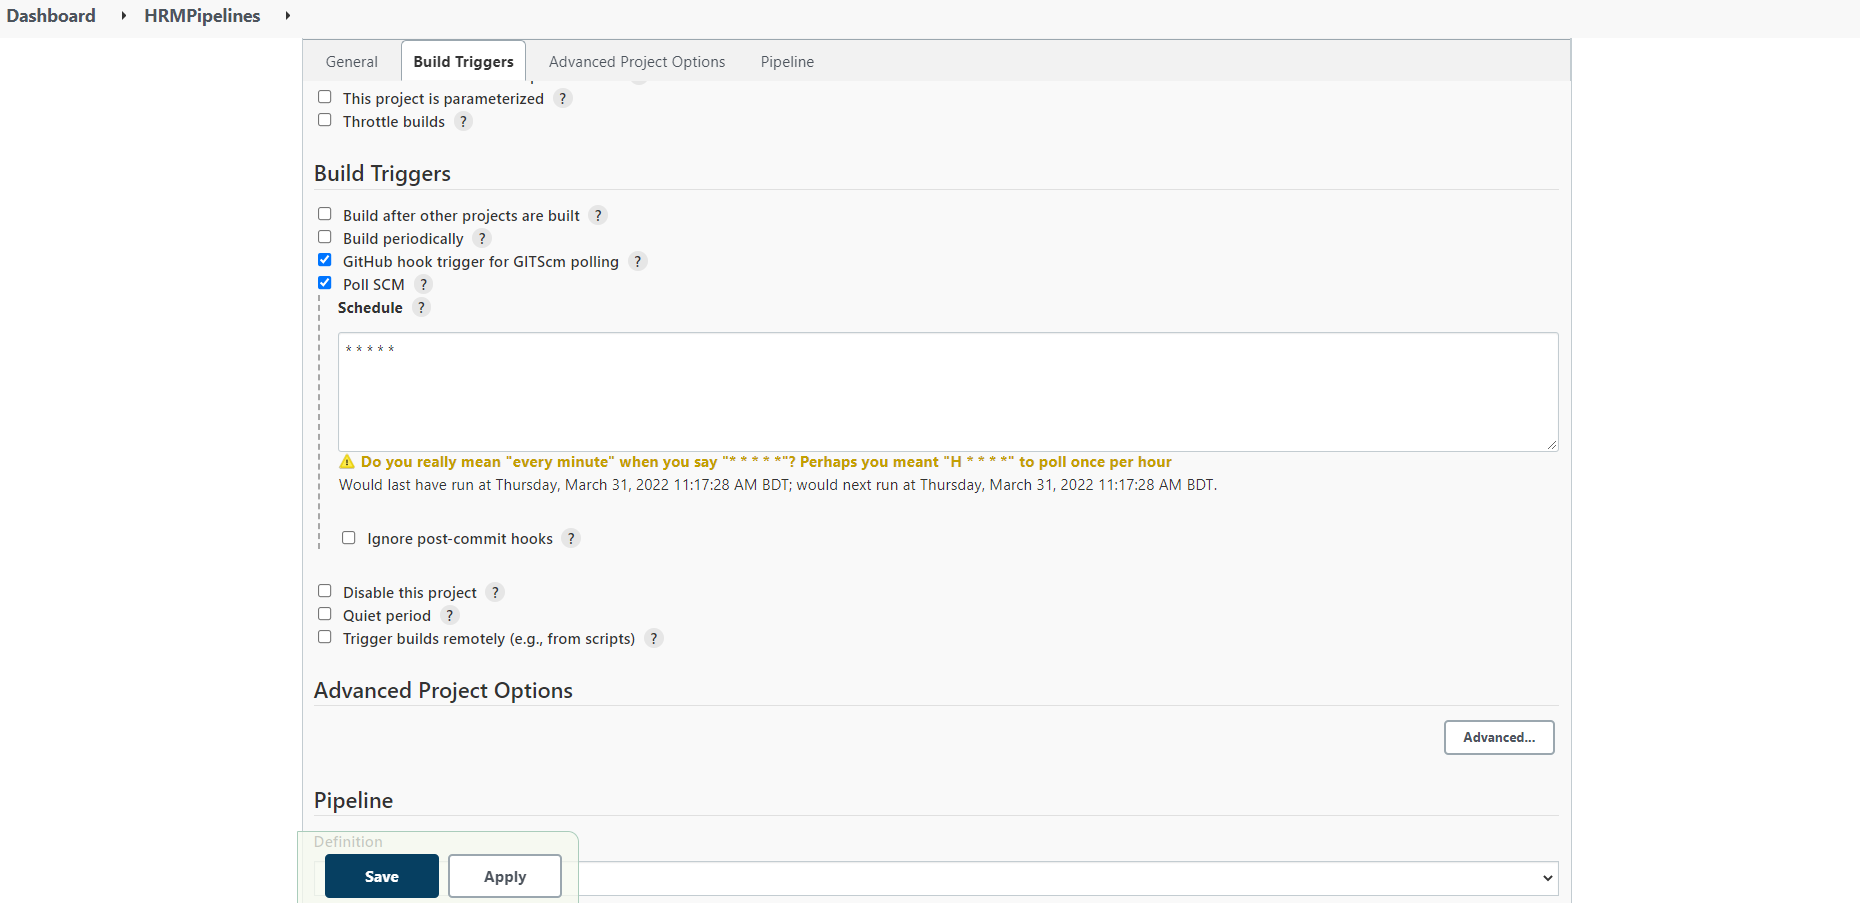 Dashboard HRMPipelines
General Build Triggers Advanced Project Options Pipeline
This project is parameterized ?
Throttle builds ?
Build Triggers
Build after other projects are built ?
Build periodically ?
GitHub hook trigger for GITScm polling ?
Poll SCM ?
Schedule ?
* * * * *
Do you really mean "every minute" when you say "* * * * *"? Perhaps you meant "H * * * *" to poll once per hour
Would last have run at Thursday, March 31, 2022 11:17:28 AM BDT; would next run at Thursday, March 31, 2022 11:17:28 AM BDT.
Ignore post-commit hooks ?
Disable this project ?
Quiet period ?
Trigger builds remotely (e.g., from scripts) ?
Advanced Project Options
Advanced...
Pipeline
Definition
Save Apply